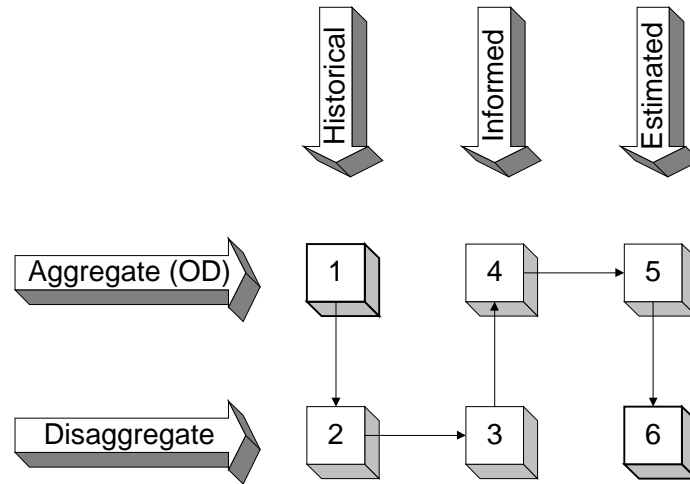 Historical
Informed
Estimated
Aggregate (OD)
1
4
5
Disaggregate
2
3
6